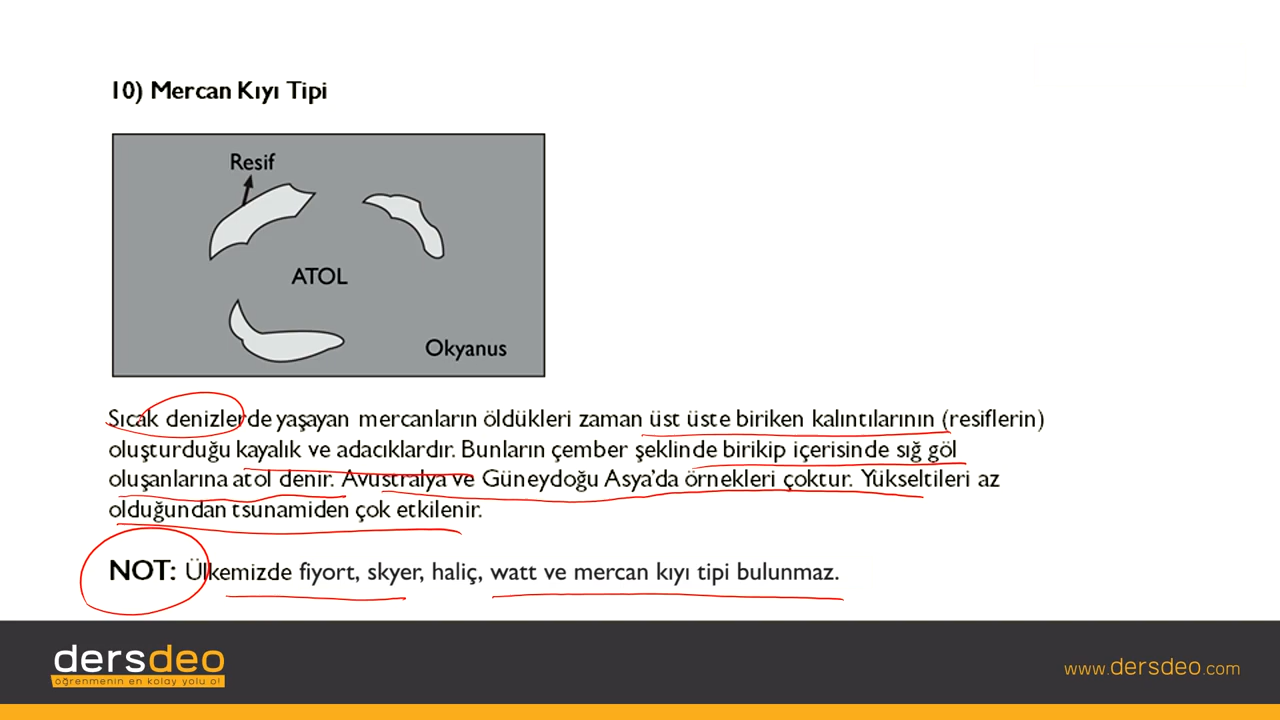 10) Mercan Kıyı Tipi
Resif
ATOL
Okyanus
Sıcak denizlerde yaşayan mercanların öldükleri zaman üst üste biriken kalıntılarının (resiflerin)
oluşturduğu kayalık ve adacıklardır. Bunların çember şeklinde birikip içerisinde sığ göl
oluşanlarına atol denir. Avustralya ve Güneydoğu Asya'da örnekleri çoktur. Yükseltileri az
olduğundan tsunamiden çok etkilenir.
NOT: Ülkemizde fiyort, skyer, haliç, watt ve mercan kıyı tipi bulunmaz.
dersdeo
öğrenmenin en kolay yolu o!
www.dersdeo.com